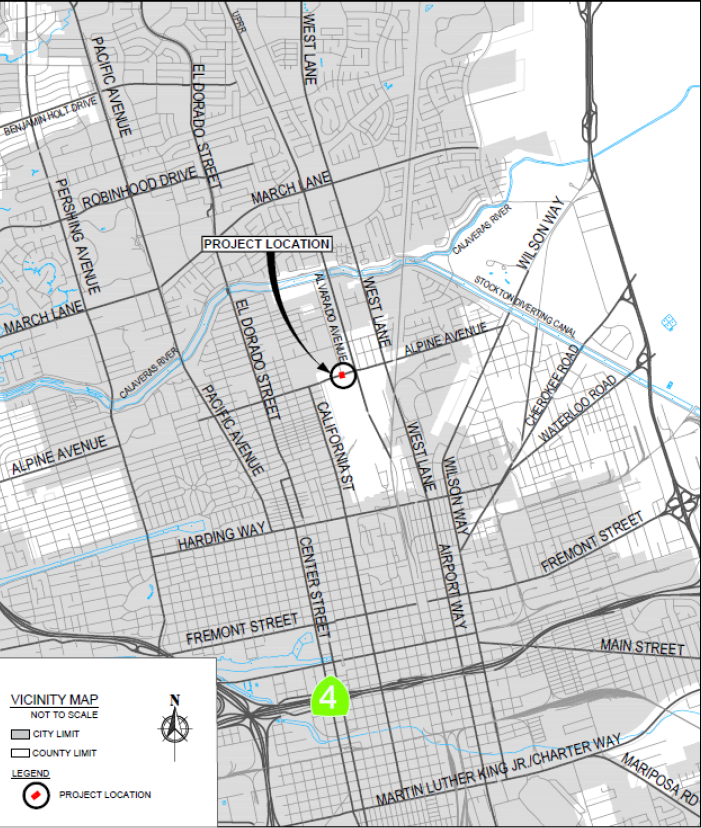 UPRR
WEST LANE
PACIFIC AVENUE
EL DORADO STREET
BENJAMIN HOLT DRIVE
ROBINHOOD DRIVE
MARCH LANE
PERSHING AVENUE
PROJECT LOCATION
CALAVERAS RIVER
WILSON WAY
STOCKTON DIVERTING CANAL
ALVARADO AVENUE
WEST LANE
MARCH LANE
EL DORADO STREET
ALPINE AVENUE
CALAVERAS RIVER
CHEROKEE ROAD
WATERLOO ROAD
PACIFIC AVENUE
CALIFORNIA ST
WEST LANE
ALPINE AVENUE
WILSON WAY
HARDING WAY
CENTER STREET
AIRPORT WAY
FREMONT STREET
FREMONT STREET
MAIN STREET
4
MARTIN LUTHER KING JR./CHARTER WAY
MARIPOSA RD
VICINITY MAP
NOT TO SCALE
N
CITY LIMIT
COUNTY LIMIT
LEGEND
PROJECT LOCATION